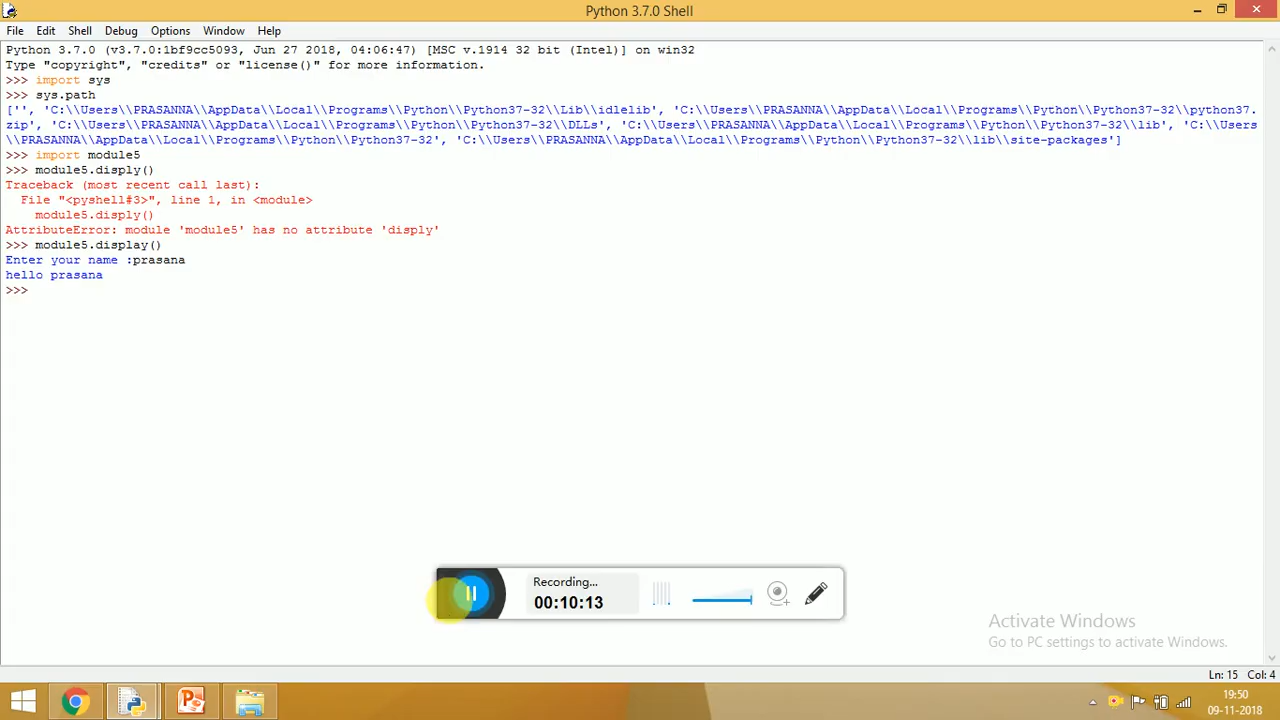 Python 3.7.0 Shell
File Edit Shell Debug Options Window Help
Python 3.7.0 (v3.7.0:1bf9cc5093, Jun 27 2018, 04:06:47) [MSC v.1914 32 bit (Intel)] on win32
Type "copyright", "credits" or "license()" for more information.
>>> import sys
>>> sys.path
['', 'C:\\Users\\PRASANNA\\AppData\\Local\\Programs\\Python\\Python37-32\\Lib\\idlelib', 'C:\\Users\\PRASANNA\\AppData\\Local\\Programs\\Python\\Python37-32\\python37.
zip', 'C:\\Users\\PRASANNA\\AppData\\Local\\Programs\\Python\\Python37-32\\DLLs', 'C:\\Users\\PRASANNA\\AppData\\Local\\Programs\\Python\\Python37-32\\lib', 'C:\\Users
\\PRASANNA\\AppData\\Local\\Programs\\Python\\Python37-32', 'C:\\Users\\PRASANNA\\AppData\\Local\\Programs\\Python\\Python37-32\\lib\\site-packages']
>>> import module5
>>> module5.disply()
Traceback (most recent call last):
  File "<pyshell#3>", line 1, in <module>
    module5.disply()
AttributeError: module 'module5' has no attribute 'disply'
>>> module5.display()
Enter your name :prasana
hello prasana
>>>
Recording...
00:10:13
Activate Windows
Go to PC settings to activate Windows.
Ln: 15 Col: 4
19:50
09-11-2018